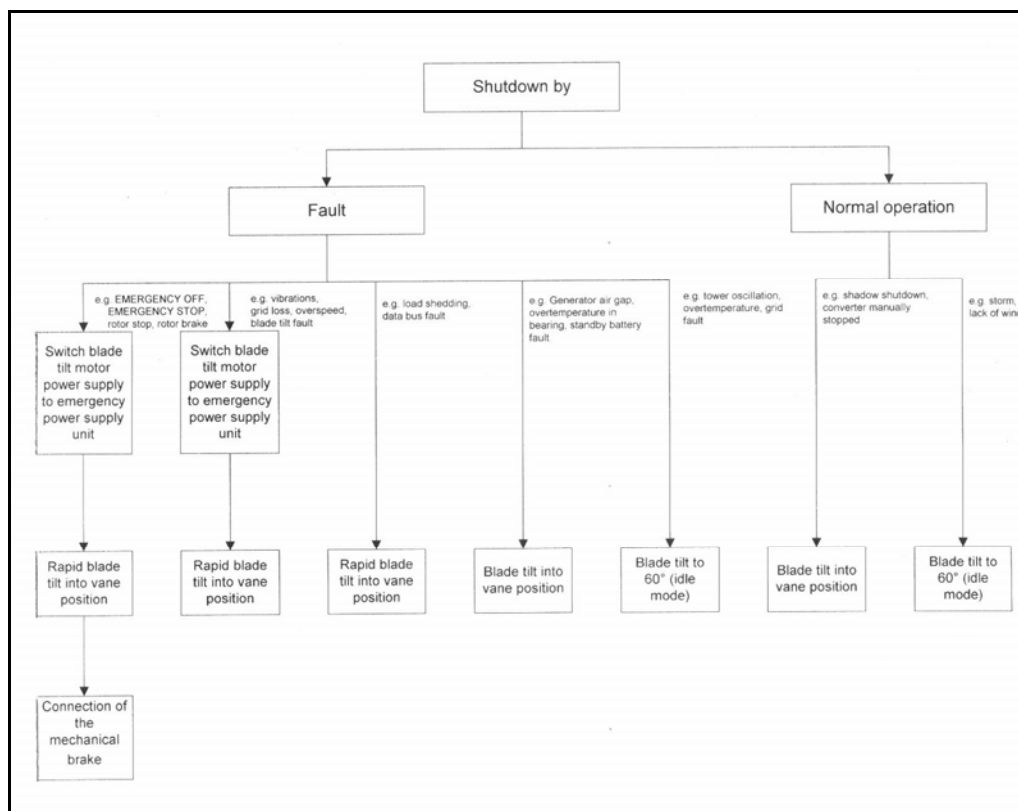 Shutdown by
Fault
Normal operation
e.g. EMERGENCY OFF,
EMERGENCY STOP,
rotor stop, rotor brake
e.g. vibrations,
grid loss, overspeed,
blade tilt fault
e.g. load shedding,
data bus fault
e.g. Generator air gap,
overtemperature in
bearing, standby battery
fault
e.g. tower oscillation,
overtemperature, grid
fault
e.g. shadow shutdown,
converter manually
stopped
e.g. storm,
lack of wind
Switch blade
tilt motor
power supply
to emergency
power supply
unit
Switch blade
tilt motor
power supply
to emergency
power supply
unit
Rapid blade
tilt into vane
position
Rapid blade
tilt into vane
position
Rapid blade
tilt into vane
position
Blade tilt into
vane position
Blade tilt to
60° (idle
mode)
Blade tilt into
vane position
Blade tilt to
60° (idle
mode)
Connection of
the
mechanical
brake